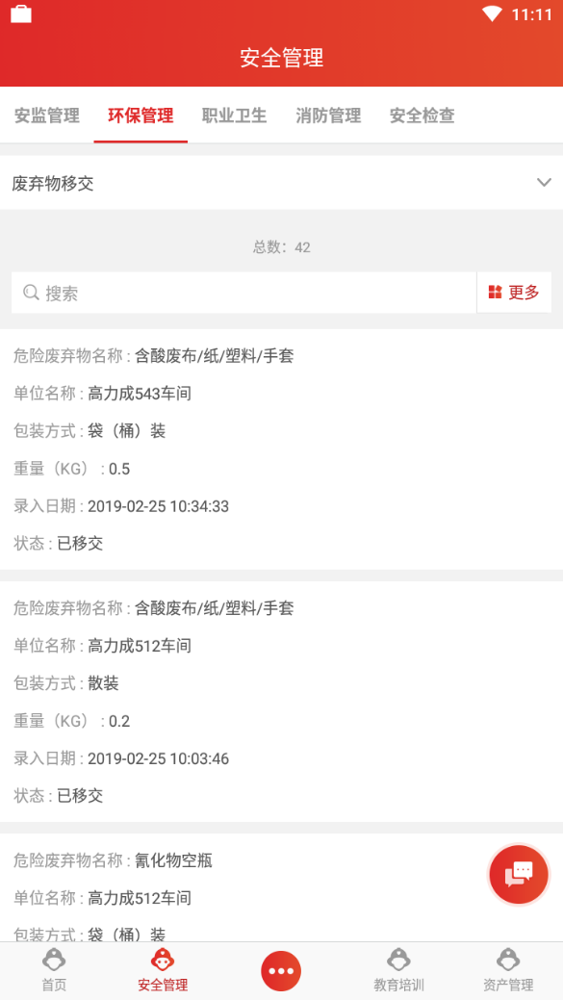 11:11
安全管理
安监管理 环保管理 职业卫生 消防管理 安全检查
废弃物移交
总数：42
搜索 更多
危险废弃物名称 : 含酸废布/纸/塑料/手套
单位名称 : 高力成543车间
包装方式 : 袋（桶）装
重量（KG） : 0.5
录入日期 : 2019-02-25 10:34:33
状态 : 已移交
危险废弃物名称 : 含酸废布/纸/塑料/手套
单位名称 : 高力成512车间
包装方式 : 散装
重量（KG） : 0.2
录入日期 : 2019-02-25 10:03:46
状态 : 已移交
危险废弃物名称 : 氰化物空瓶
单位名称 : 高力成512车间
包装方式 : 袋（桶）装
首页 安全管理 教育培训 资产管理